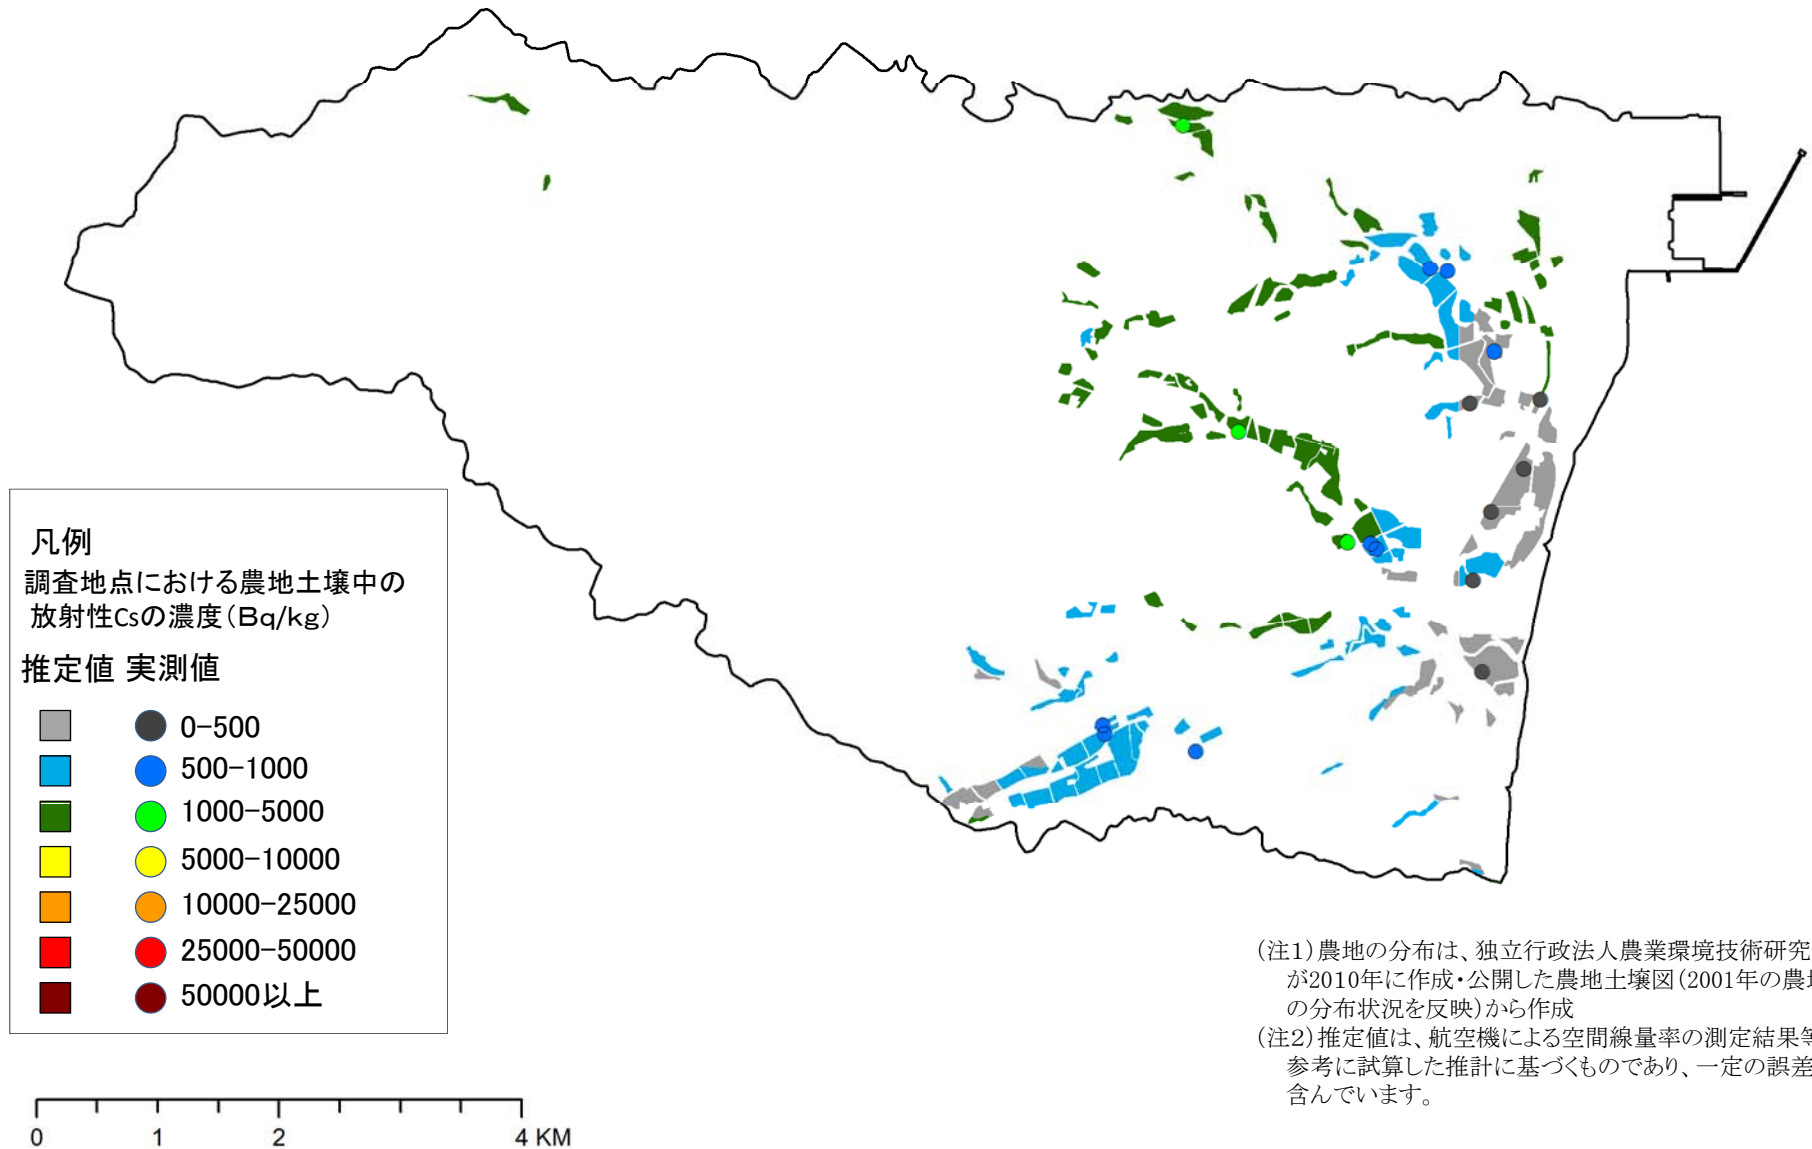 凡例
調査地点における農地土壌中の
放射性Csの濃度(Bq/kg)
推定値 実測値
0-500
500-1000
1000-5000
5000-10000
10000-25000
25000-50000
50000以上
0 1 2 4 KM
(注1)農地の分布は、独立行政法人農業環境技術研究
が2010年に作成・公開した農地土壌図(2001年の農地
の分布状況を反映)から作成
(注2)推定値は、航空機による空間線量率の測定結果等
参考に試算した推計に基づくものであり、一定の誤差
含んでいます。